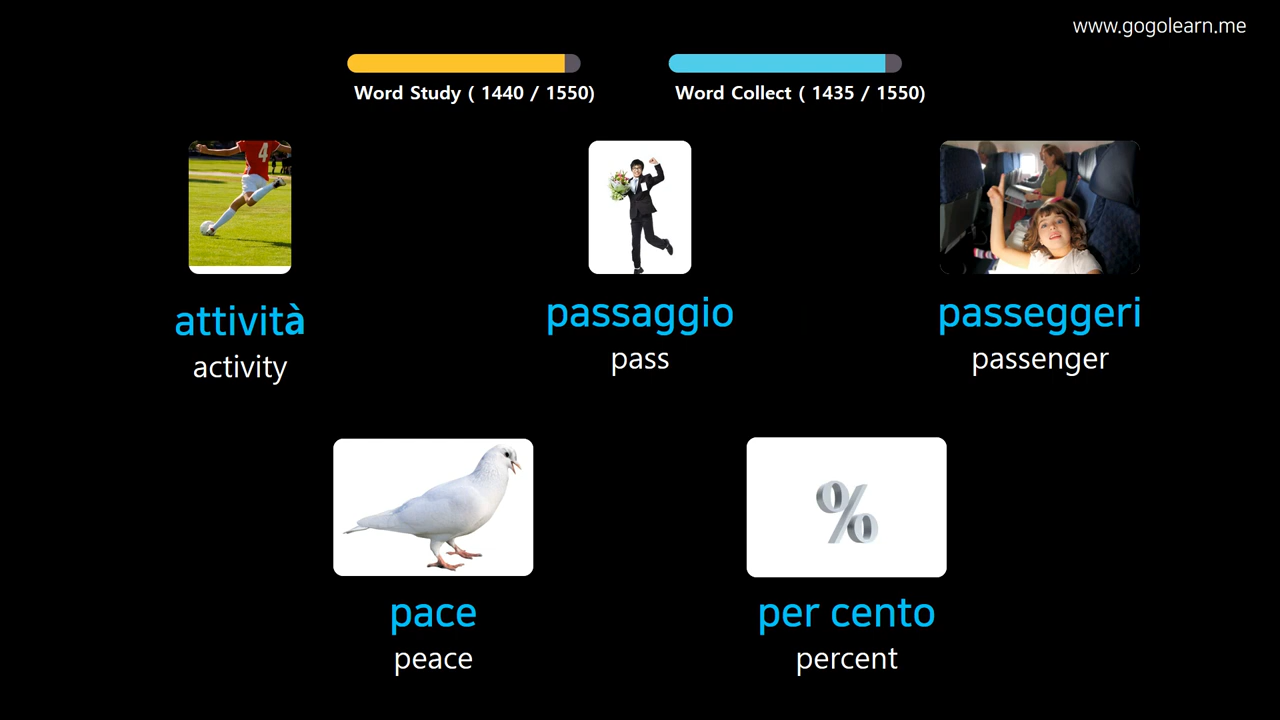 www.gogolearn.me
Word Study ( 1440 / 1550)
Word Collect ( 1435 / 1550)
4
attività
activity
passaggio
pass
passeggeri
passenger
%
pace
peace
per cento
percent